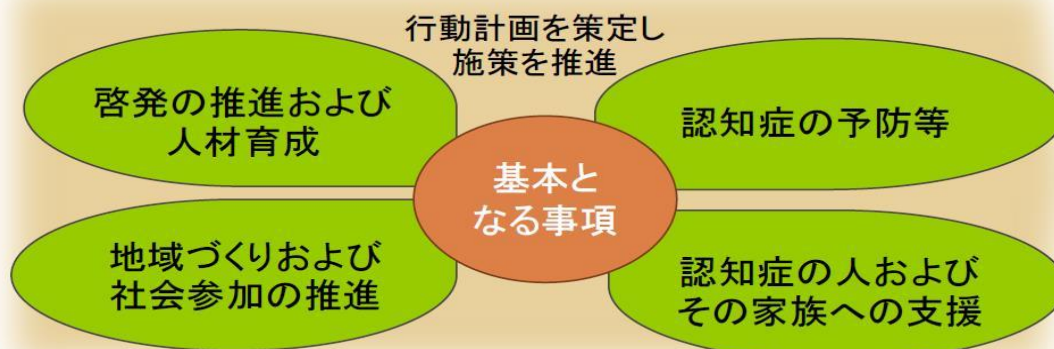 行動計画を策定し
施策を推進
啓発の推進および
人材育成
認知症の予防等
基本と
なる事項
地域づくりおよび
社会参加の推進
認知症の人および
その家族への支援